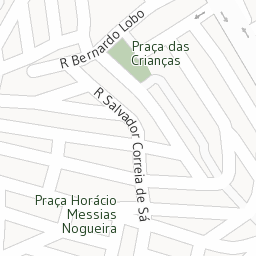 R Bernardo Lobo
Praça das
Crianças
R Salvador Correia de Sá
Praça Horácio
Messias
Nogueira